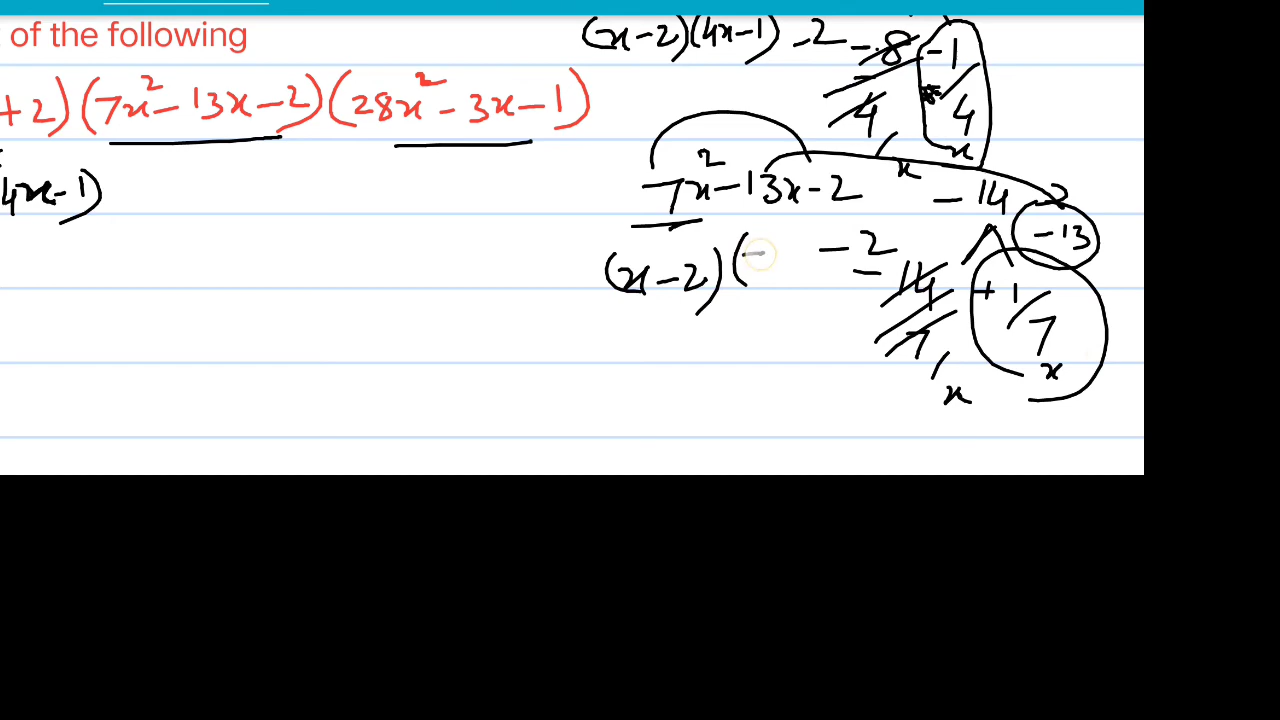 of the following
+2)(7x²-13x-2)(28x²-3x-1)
4x-1)
(x-2)(4x-1) -2 -8 -1
4 4
x x
7x²-13x-2 -14
-13
(x-2)( -2 -14 +1
7 7
x x